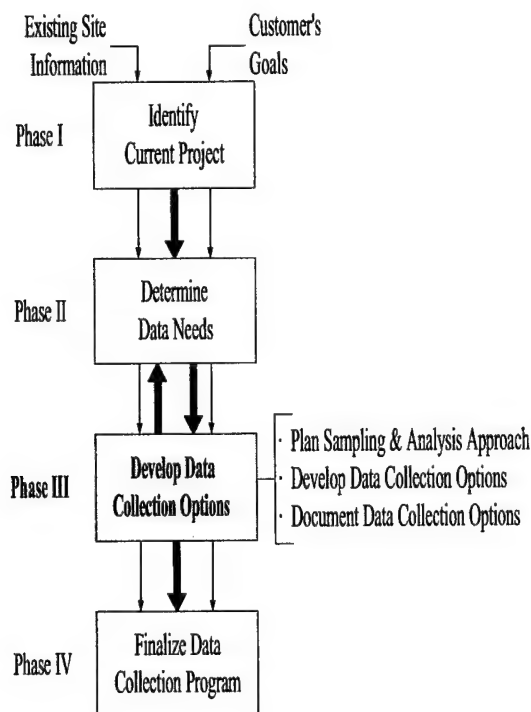 Existing Site
Information
Customer's
Goals
Phase I
Identify
Current Project
Phase II
Determine
Data Needs
Phase III
Develop Data
Collection Options
· Plan Sampling & Analysis Approach
· Develop Data Collection Options
· Document Data Collection Options
Phase IV
Finalize Data
Collection Program